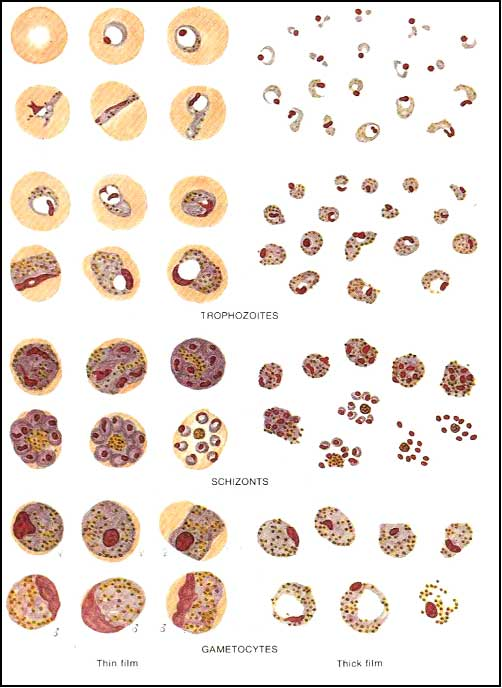 TROPHOZOITES
SCHIZONTS
♀ ♀ ♀
♂ ♂ ♂
GAMETOCYTES
Thin film Thick film